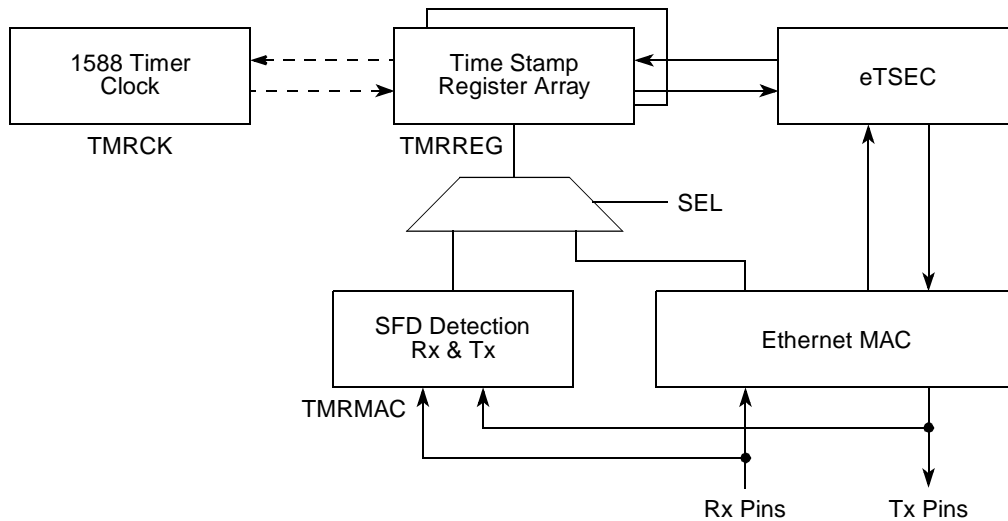 1588 Timer
Clock
Time Stamp
Register Array
eTSEC
TMRCK
TMRREG
SEL
SFD Detection
Rx & Tx
Ethernet MAC
TMRMAC
Rx Pins
Tx Pins